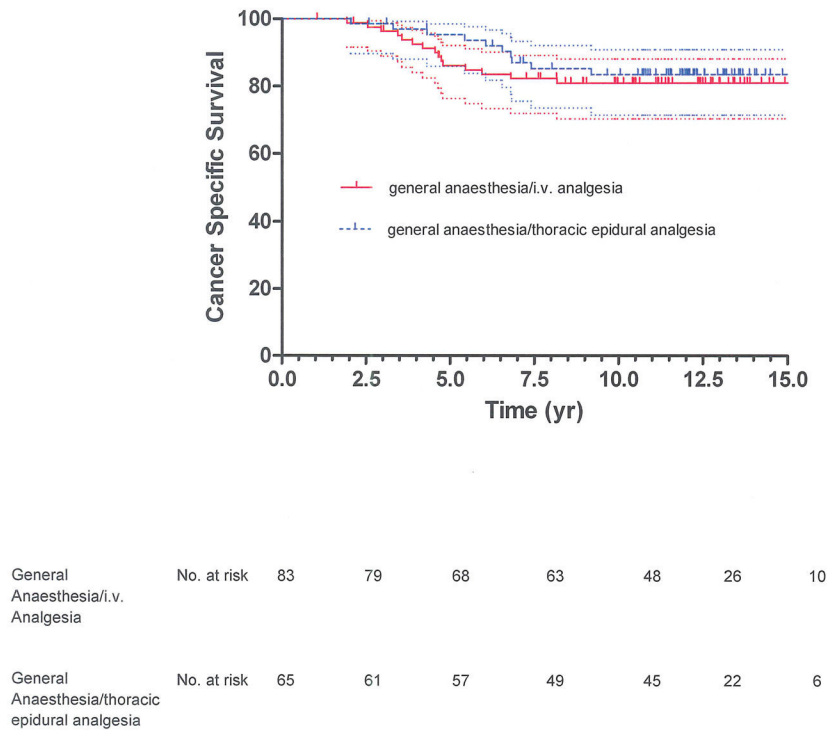 Cancer Specific Survival
100
80
60
40
20
0
general anaesthesia/i.v. analgesia
general anaesthesia/thoracic epidural analgesia
0.0 2.5 5.0 7.5 10.0 12.5 15.0
Time (yr)
General
Anaesthesia/i.v.
Analgesia
No. at risk 83 79 68 63 48 26 10
General
Anaesthesia/thoracic
epidural analgesia
No. at risk 65 61 57 49 45 22 6